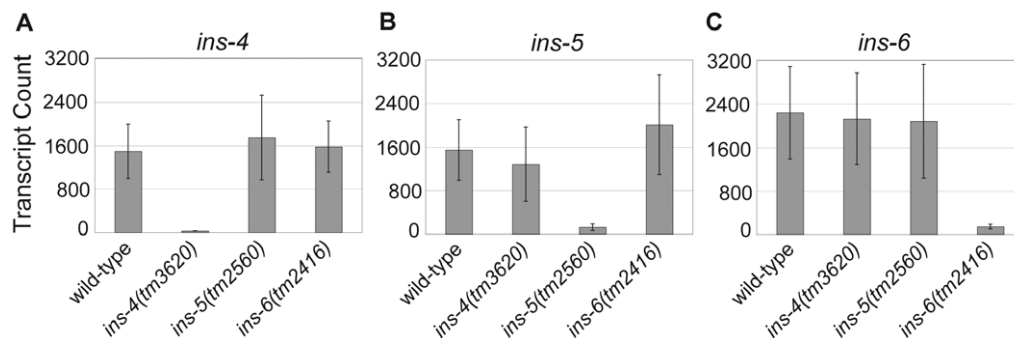 A
ins-4
Transcript Count
3200
2400
1600
800
0
wild-type
ins-4(tm3620)
ins-5(tm2560)
ins-6(tm2416)
B
ins-5
3200
2400
1600
800
0
wild-type
ins-4(tm3620)
ins-5(tm2560)
ins-6(tm2416)
C
ins-6
3200
2400
1600
800
0
wild-type
ins-4(tm3620)
ins-5(tm2560)
ins-6(tm2416)